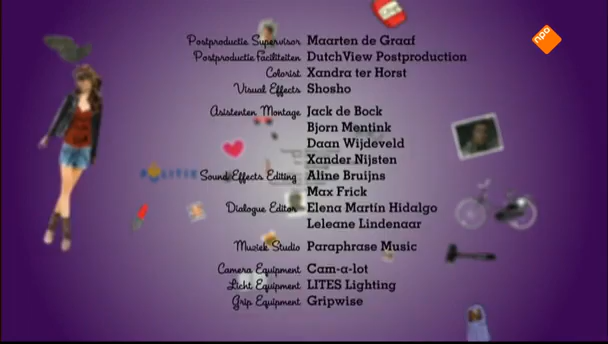 npo
Postproductie Supervisor Maarten de Graaf
Postproductie Faciliteiten DutchView Postproduction
Colorist Xandra ter Horst
Visual Effects Shosho
Asistenten Montage Jack de Bock
Bjorn Mentink
Daan Wijdeveld
Xander Nijsten
POLITIE
Sound Effects Editing Aline Bruijns
Max Frick
Dialogue Editor Elena Martín Hidalgo
Leleane Lindenaar
Muziek Studio Paraphrase Music
Camera Equipment Cam-a-lot
Licht Equipment LITES Lighting
Grip Equipment Gripwise